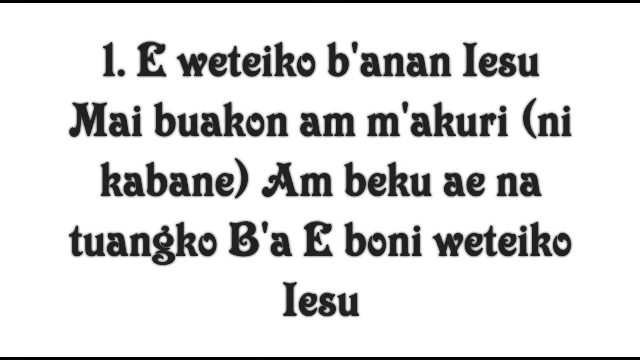 1. E weteiko b'anan Iesu
Mai buakon am m'akuri (ni
kabane) Am beku ae na
tuangko B'a E boni weteiko
Iesu